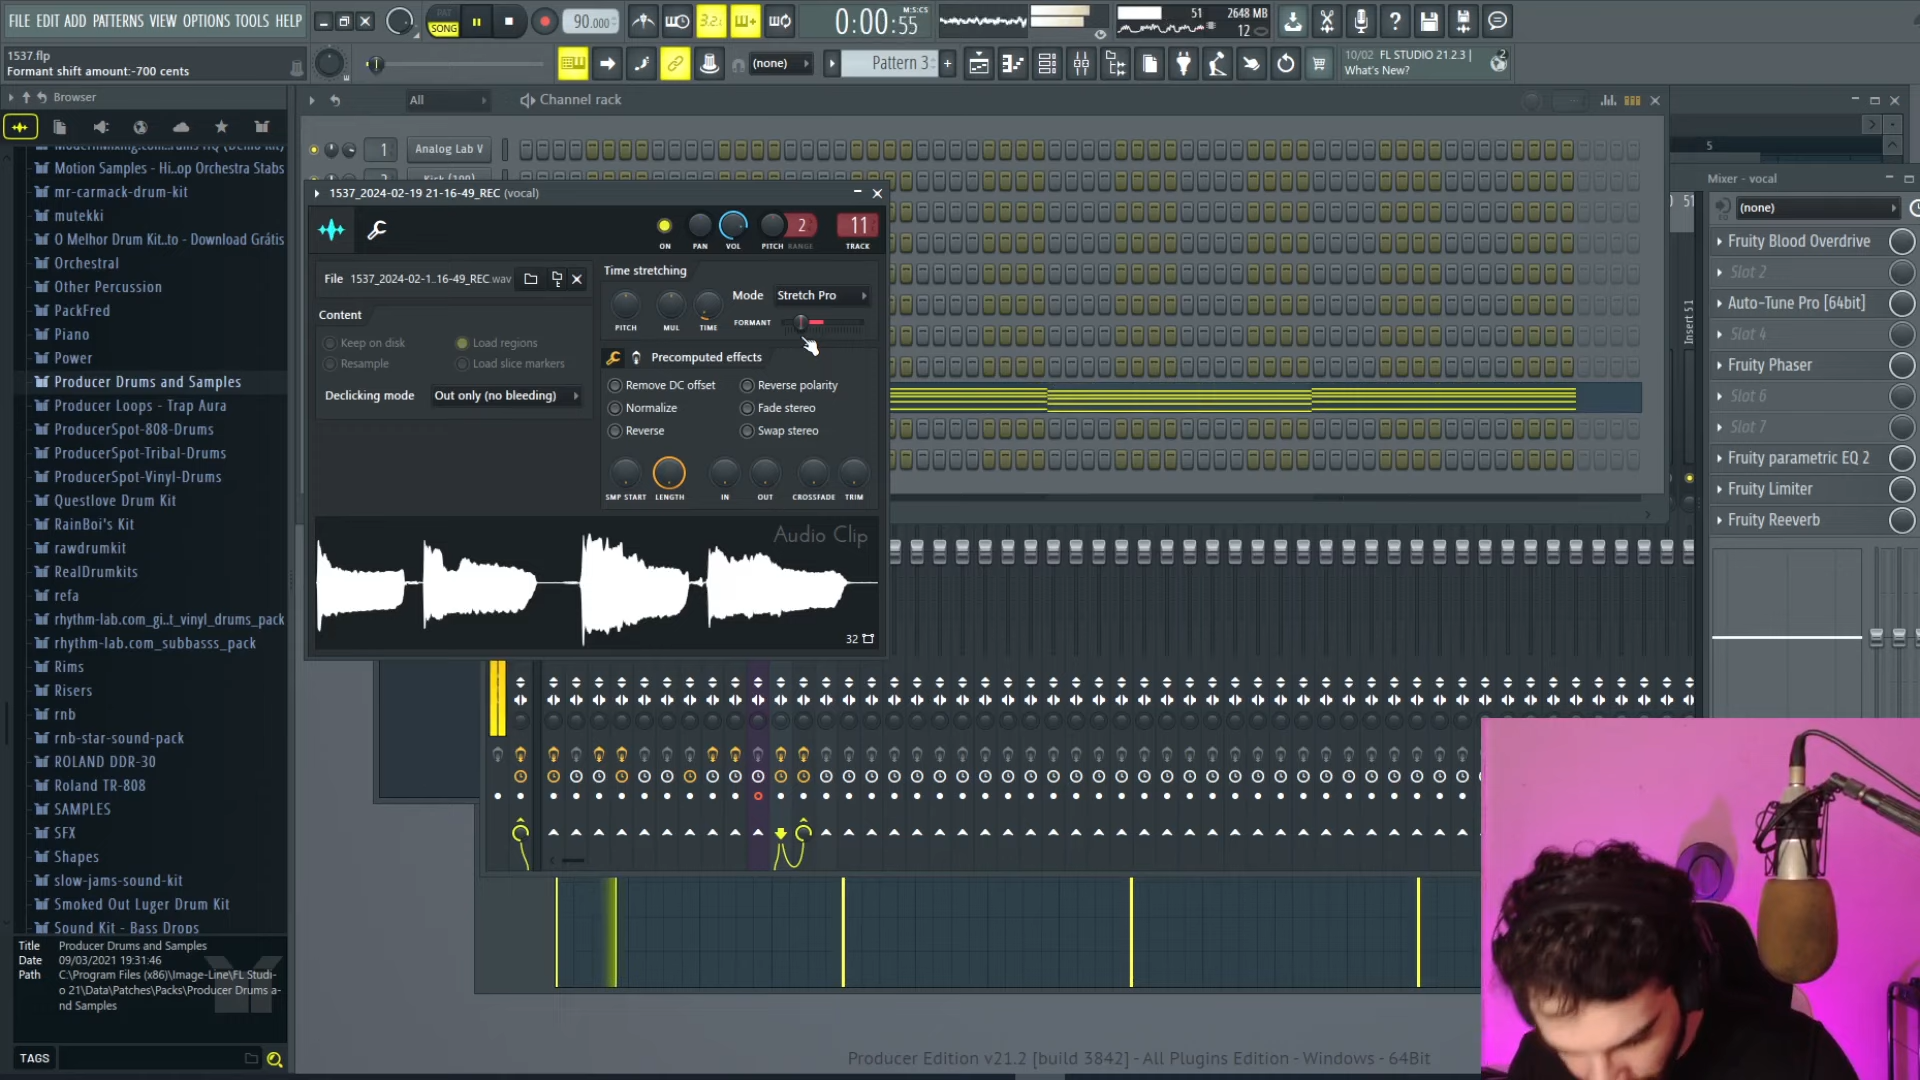 FILE EDIT ADD PATTERNS VIEW OPTIONS TOOLS HELP
PAT
SONG
90.000
3.2:
0:00:55
M:S:CS
51
2648 MB
12
1537.flp
Formant shift amount:-700 cents
(none)
Pattern 3
10/02 FL STUDIO 21.2.3 |
What's New?
2
Browser
All
Channel rack
Motion Samples - Hi..op Orchestra Stabs
mr-carmack-drum-kit
mutekki
O Melhor Drum Kit..to - Download Grátis
Orchestral
Other Percussion
PackFred
Piano
Power
Producer Drums and Samples
Producer Loops - Trap Aura
ProducerSpot-808-Drums
ProducerSpot-Tribal-Drums
ProducerSpot-Vinyl-Drums
Questlove Drum Kit
RainBoi's Kit
rawdrumkit
RealDrumkits
refa
rhythm-lab.com_gi..t_vinyl_drums_pack
rhythm-lab.com_subbasss_pack
Rims
Risers
rnb
rnb-star-sound-pack
ROLAND DDR-30
Roland TR-808
SAMPLES
SFX
Shapes
slow-jams-sound-kit
Smoked Out Luger Drum Kit
Sound Kit - Bass Drops
Title Producer Drums and Samples
Date 09/03/2021 19:31:46
Path C:\Program Files (x86)\Image-Line\FL Studi-
o 21\Data\Patches\Packs\Producer Drums a-
nd Samples
TAGS
1 Analog Lab V
1537_2024-02-19 21-16-49_REC (vocal)
2
11
ON PAN VOL PITCH RANGE TRACK
File 1537_2024-02-1..16-49_REC.wav
Content
Keep on disk
Load regions
Resample
Load slice markers
Declicking mode Out only (no bleeding)
Time stretching
Mode Stretch Pro
FORMANT
PITCH MUL TIME
Precomputed effects
Remove DC offset
Reverse polarity
Normalize
Fade stereo
Reverse
Swap stereo
SMP START LENGTH IN OUT CROSSFADE TRIM
Audio Clip
32
5
Mixer - vocal
(none)
Insert 51
Fruity Blood Overdrive
Slot 2
Auto-Tune Pro [64bit]
Slot 4
Fruity Phaser
Slot 6
Slot 7
Fruity parametric EQ 2
Fruity Limiter
Fruity Reeverb
Producer Edition v21.2 [build 3842] - All Plugins Edition - Windows - 64Bit